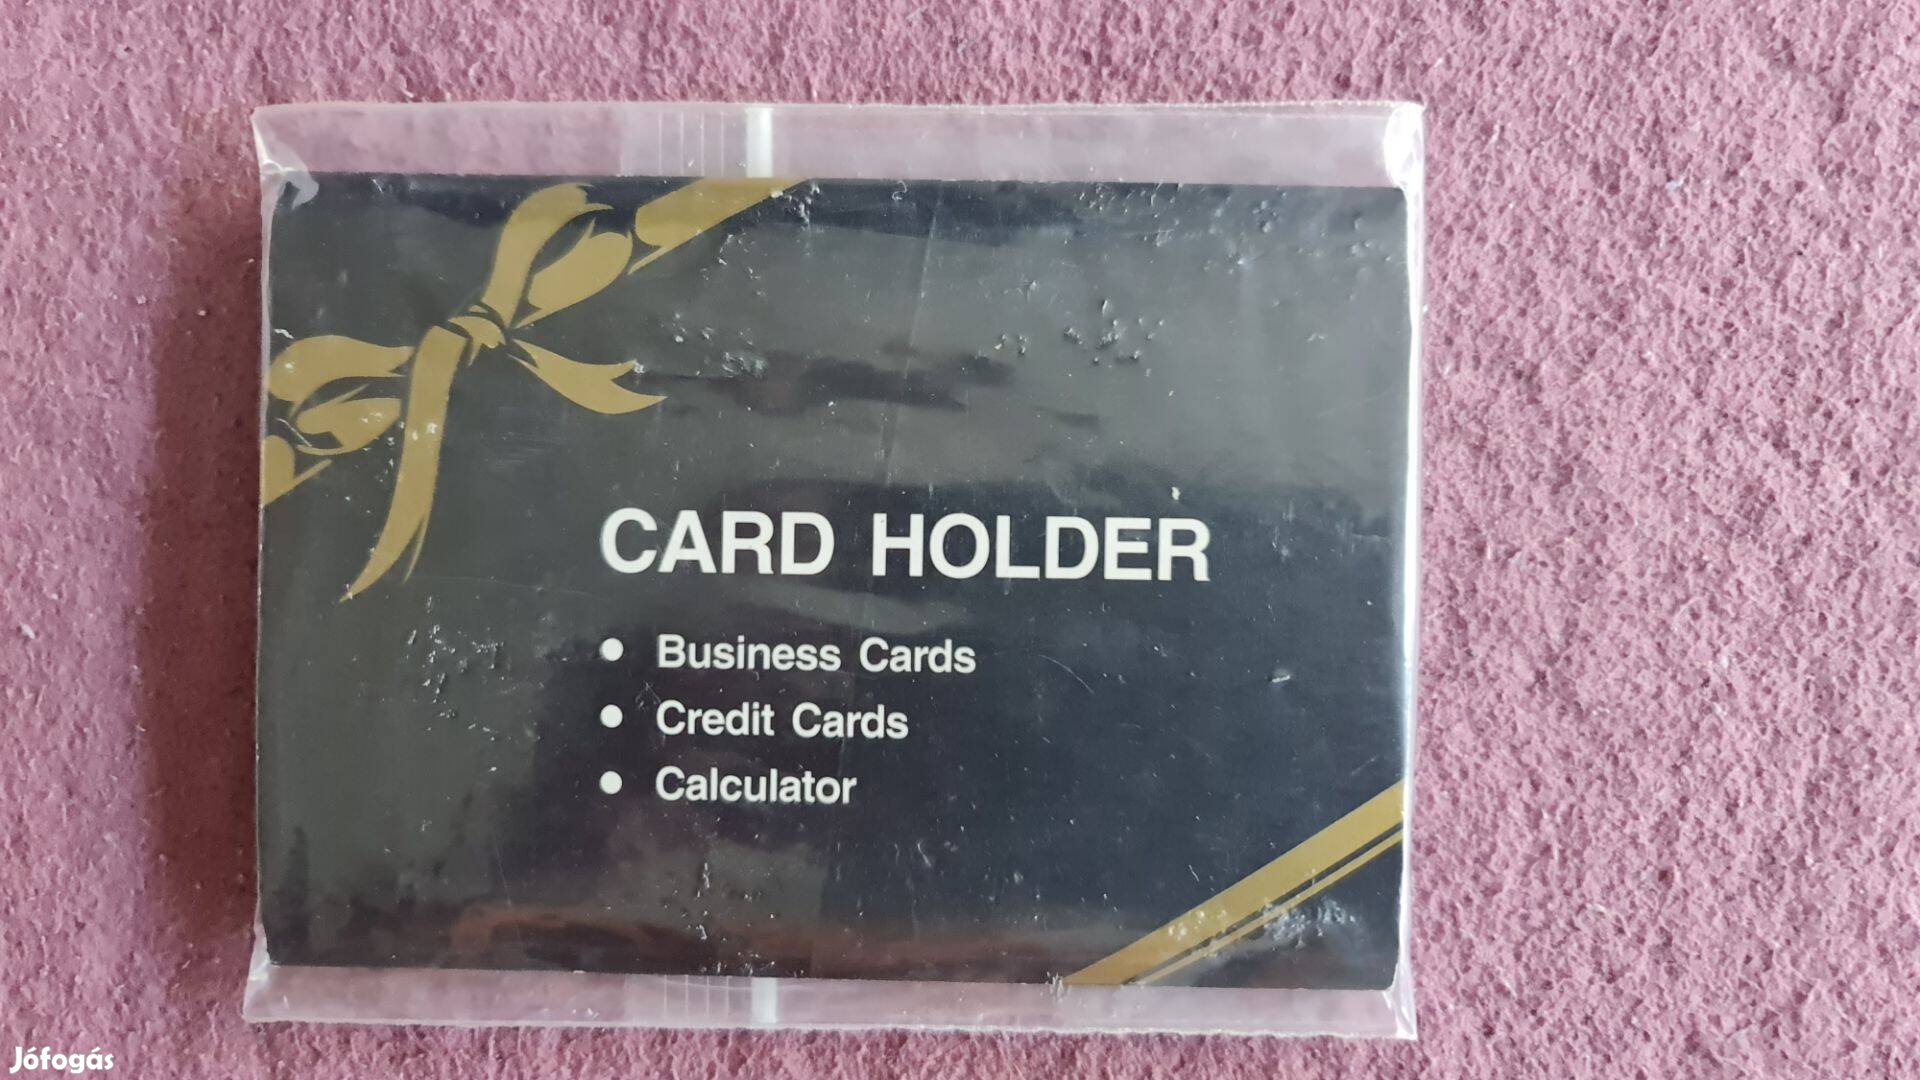 CARD HOLDER
● Business Cards
● Credit Cards
● Calculator
Jófogás